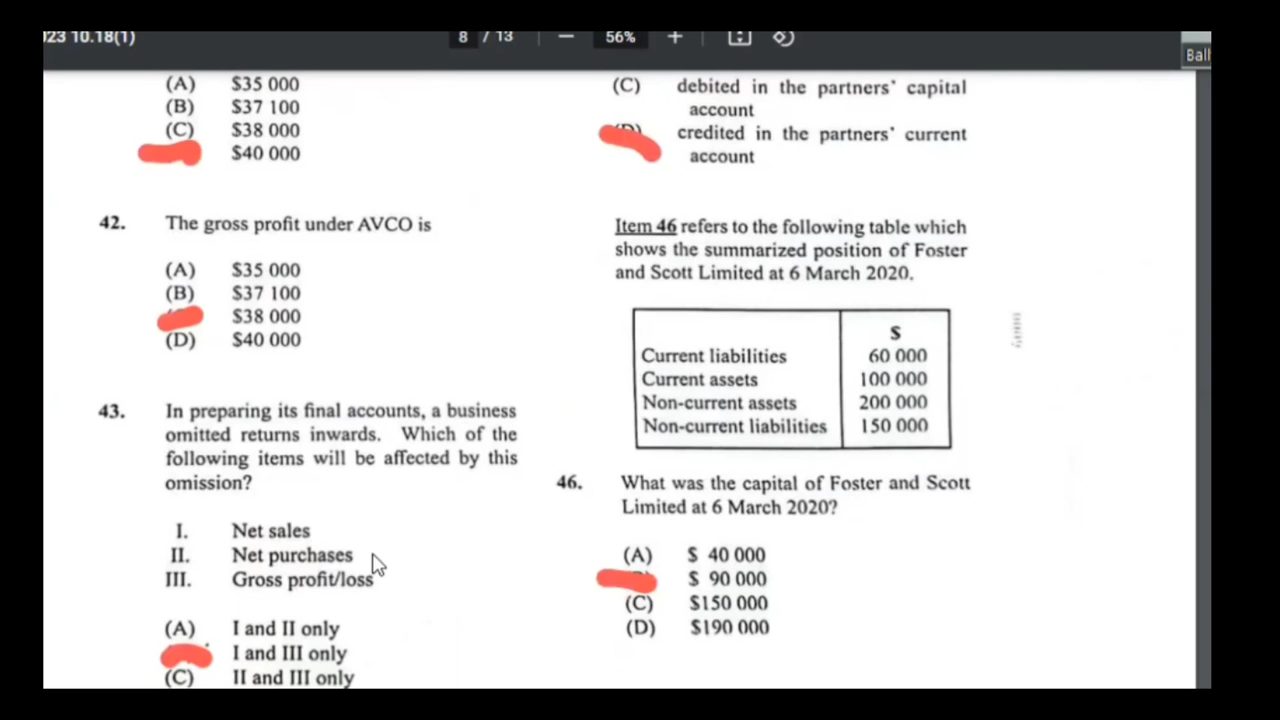 023 10.18(1)
8 / 13
56%
Ball
(A) $35 000
(B) $37 100
(C) $38 000
$40 000
42. The gross profit under AVCO is
(A) $35 000
(B) $37 100
$38 000
(D) $40 000
43. In preparing its final accounts, a business
omitted returns inwards. Which of the
following items will be affected by this
omission?
I. Net sales
II. Net purchases
III. Gross profit/loss
(A) I and II only
I and III only
(C) II and III only
(C) debited in the partners' capital
account
(D) credited in the partners' current
account
Item 46 refers to the following table which
shows the summarized position of Foster
and Scott Limited at 6 March 2020.
$
Current liabilities 60 000
Current assets 100 000
Non-current assets 200 000
Non-current liabilities 150 000
46. What was the capital of Foster and Scott
Limited at 6 March 2020?
(A) $ 40 000
$ 90 000
(C) $150 000
(D) $190 000